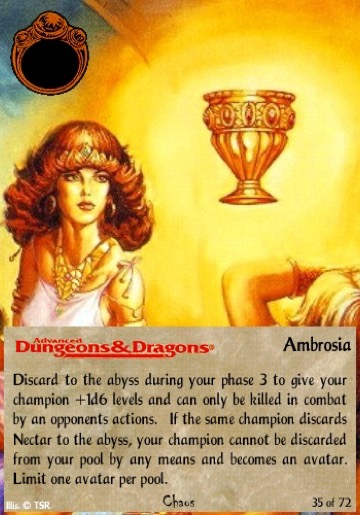 Advanced
Dungeons&Dragons®
Ambrosia
Discard to the abyss during your phase 3 to give your
champion +1d6 levels and can only be killed in combat
by an opponents actions. If the same champion discards
Nectar to the abyss, your champion cannot be discarded
from your pool by any means and becomes an avatar.
Limit one avatar per pool.
Illis. © TSR
Chaos
35 of 72